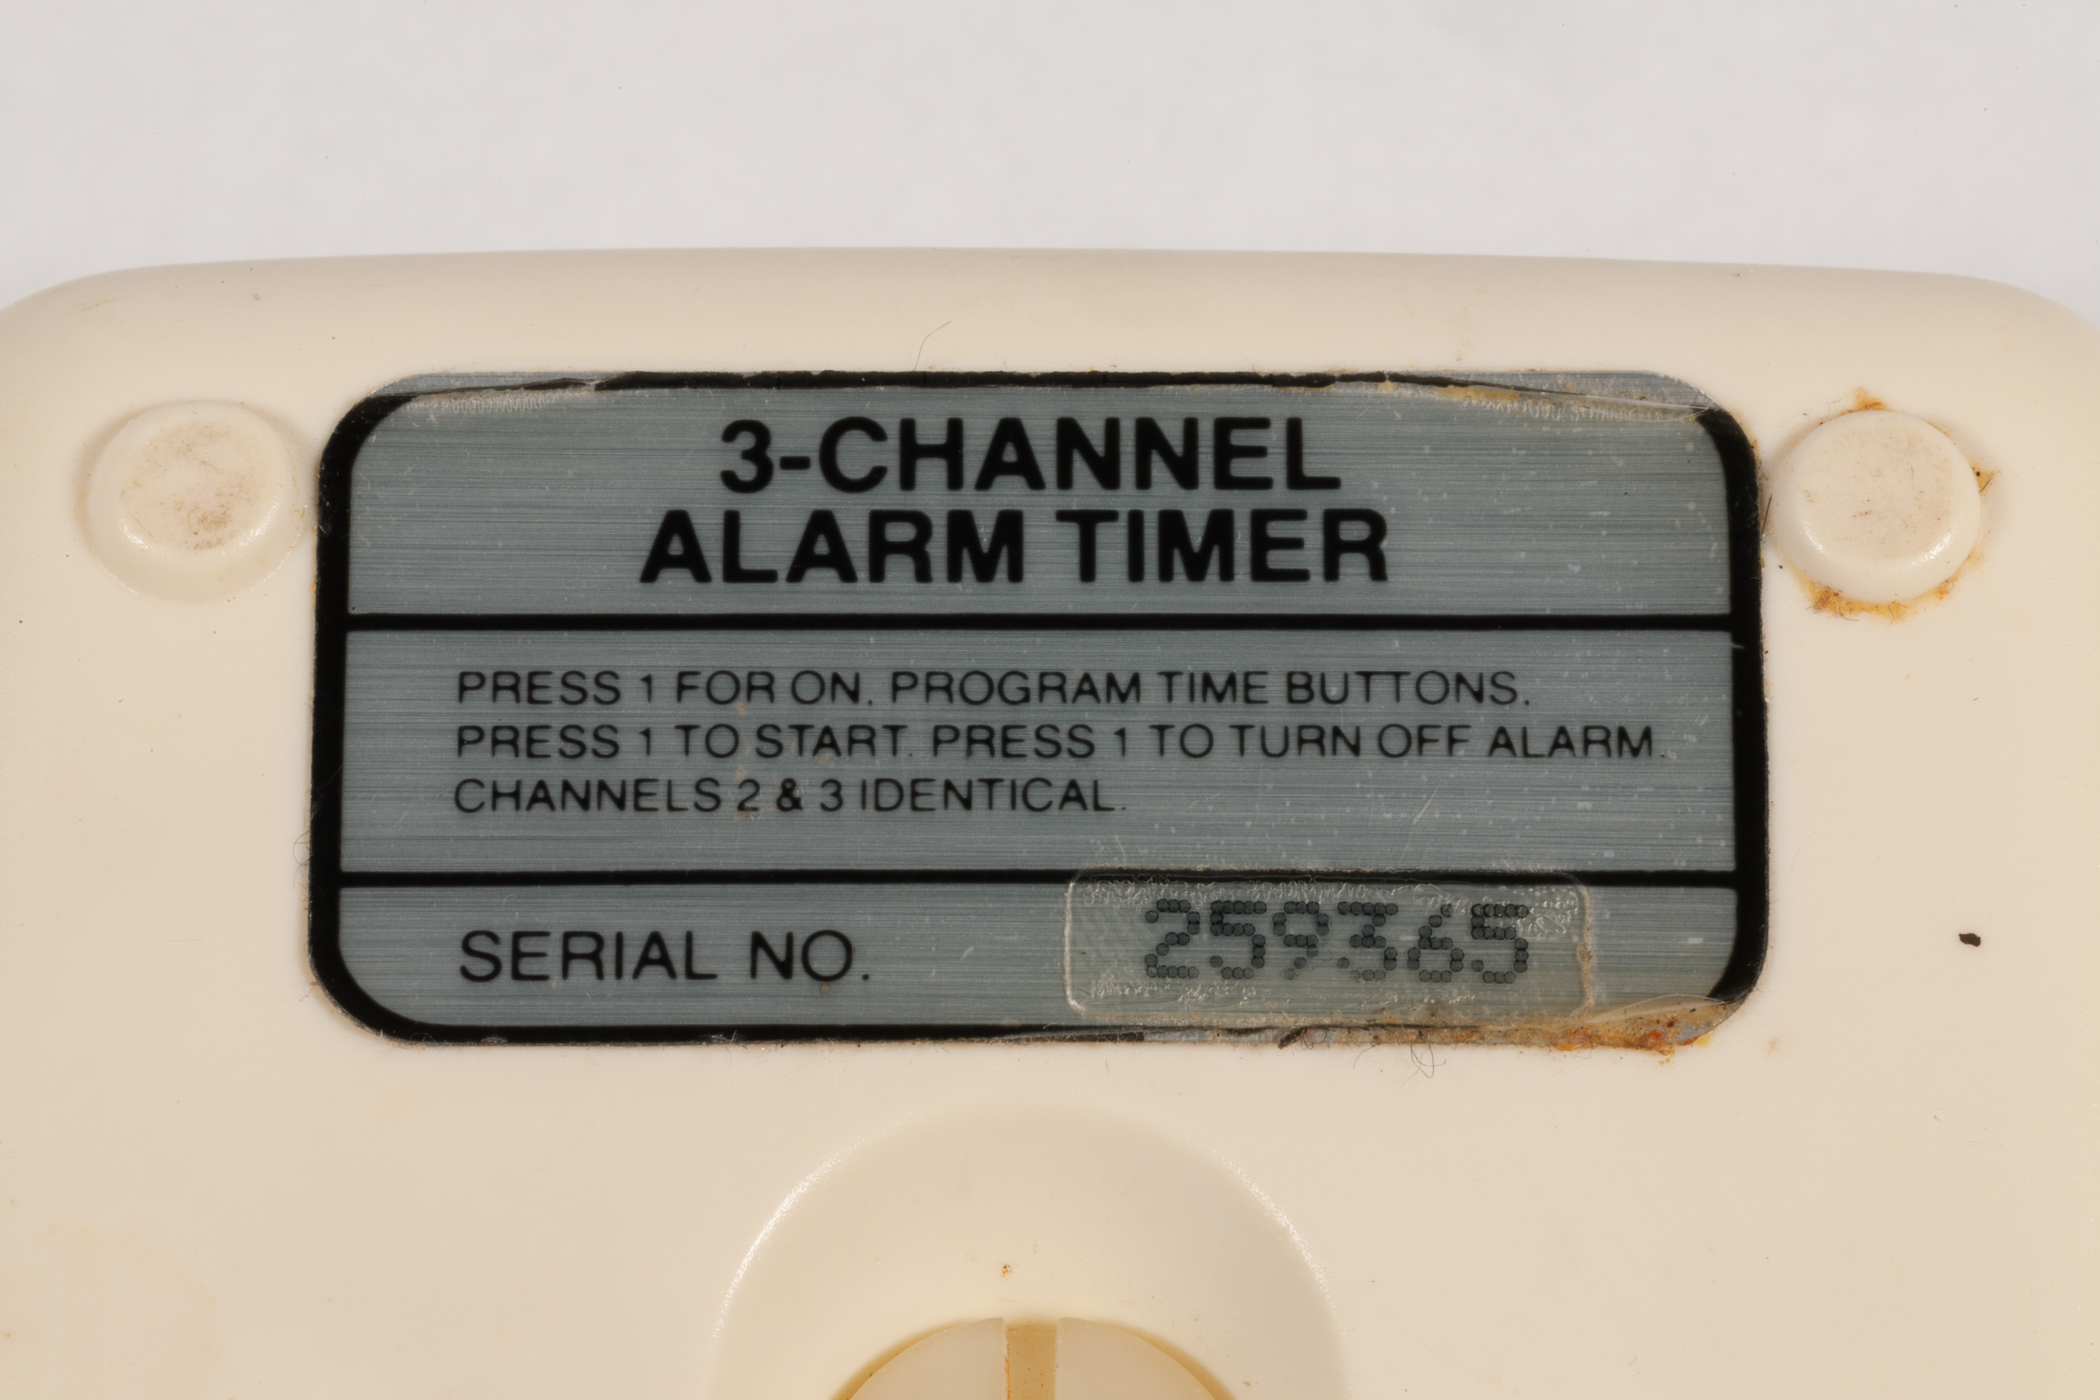 3-CHANNEL
ALARM TIMER
PRESS 1 FOR ON. PROGRAM TIME BUTTONS.
PRESS 1 TO START. PRESS 1 TO TURN OFF ALARM.
CHANNELS 2 & 3 IDENTICAL.
SERIAL NO. 259365